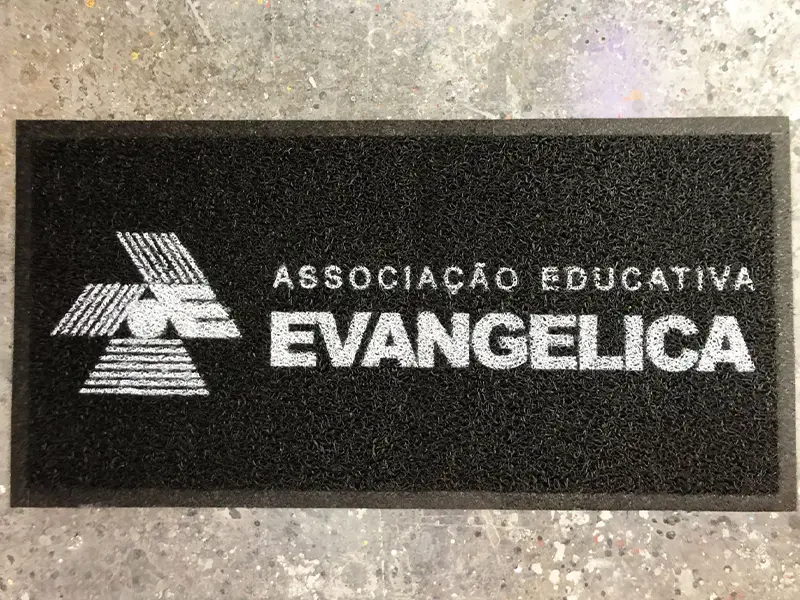 ASSOCIAÇÃO EDUCATIVA
EVANGELICA